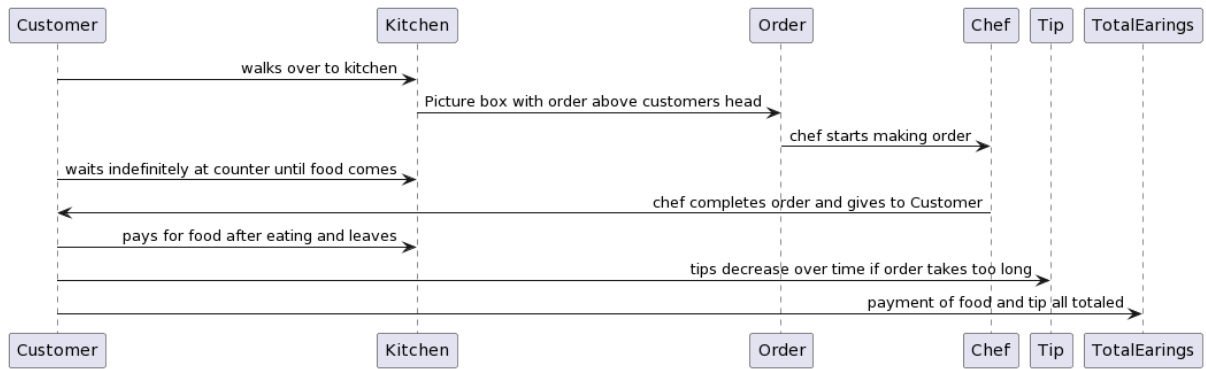 Customer Kitchen Order Chef Tip TotalEarings
walks over to kitchen
Picture box with order above customers head
chef starts making order
waits indefinitely at counter until food comes
chef completes order and gives to Customer
pays for food after eating and leaves
tips decrease over time if order takes too long
payment of food and tip all totaled
Customer Kitchen Order Chef Tip TotalEarings